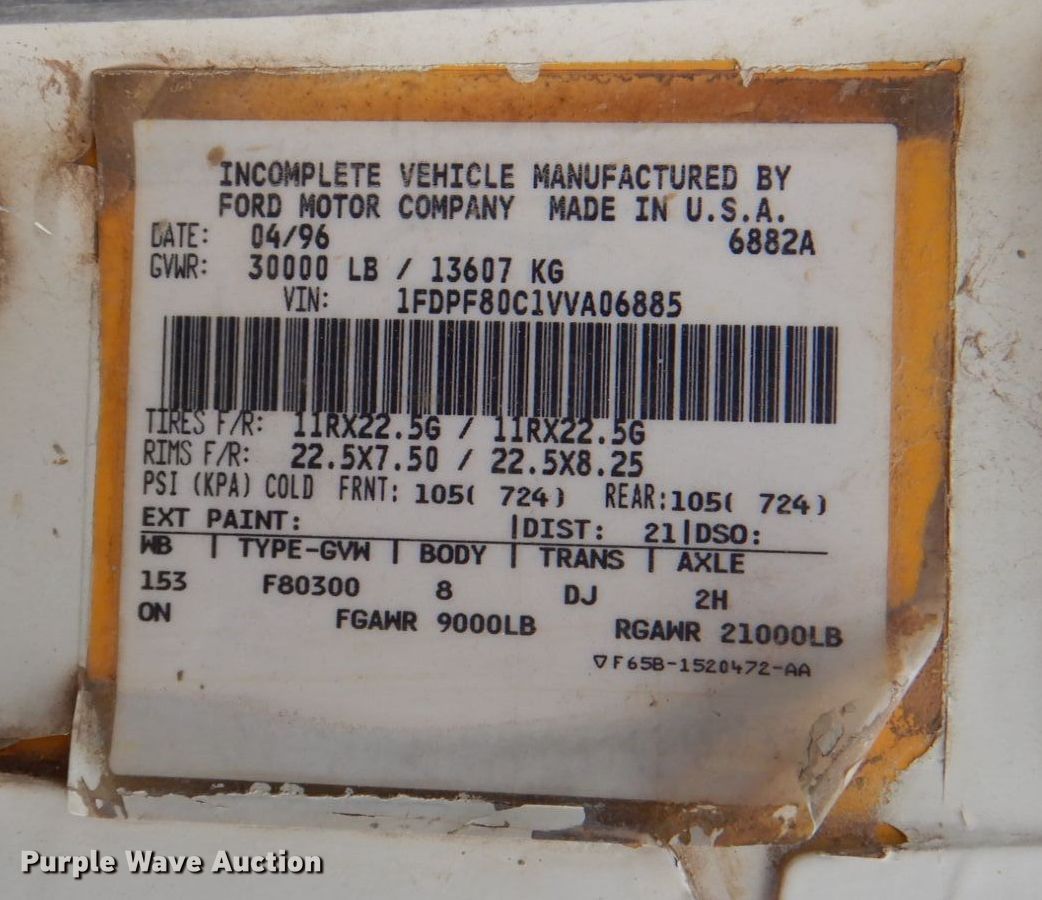 INCOMPLETE VEHICLE MANUFACTURED BY
FORD MOTOR COMPANY MADE IN U.S.A.
DATE: 04/96 6882A
GVWR: 30000 LB / 13607 KG
VIN: 1FDPF80C1VVA06885
TIRES F/R: 11RX22.5G / 11RX22.5G
RIMS F/R: 22.5X7.50 / 22.5X8.25
PSI (KPA) COLD FRNT: 105( 724) REAR:105( 724)
EXT PAINT: |DIST: 21|DSO:
WB | TYPE-GVW | BODY | TRANS | AXLE
153 F80300 8 DJ 2H
ON FGAWR 9000LB RGAWR 21000LB
▽F65B-1520472-AA
Purple Wave Auction